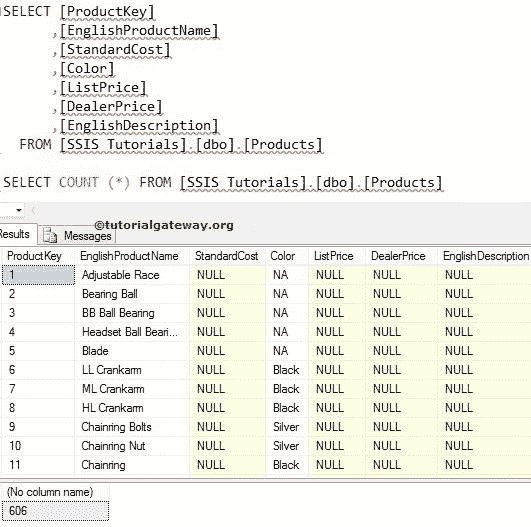 SELECT [ProductKey]
,[EnglishProductName]
,[StandardCost]
,[Color]
,[ListPrice]
,[DealerPrice]
,[EnglishDescription]
FROM [SSIS Tutorials].[dbo].[Products]
SELECT COUNT (*) FROM [SSIS Tutorials].[dbo].[Products]
©tutorialgateway.org
Results Messages
ProductKey EnglishProductName StandardCost Color ListPrice DealerPrice EnglishDescription
1 Adjustable Race NULL NA NULL NULL NULL
2 Bearing Ball NULL NA NULL NULL NULL
3 BB Ball Bearing NULL NA NULL NULL NULL
4 Headset Ball Beari... NULL NA NULL NULL NULL
5 Blade NULL NA NULL NULL NULL
6 LL Crankarm NULL Black NULL NULL NULL
7 ML Crankarm NULL Black NULL NULL NULL
8 HL Crankarm NULL Black NULL NULL NULL
9 Chainring Bolts NULL Silver NULL NULL NULL
10 Chainring Nut NULL Silver NULL NULL NULL
11 Chainring NULL Black NULL NULL NULL
(No column name)
606